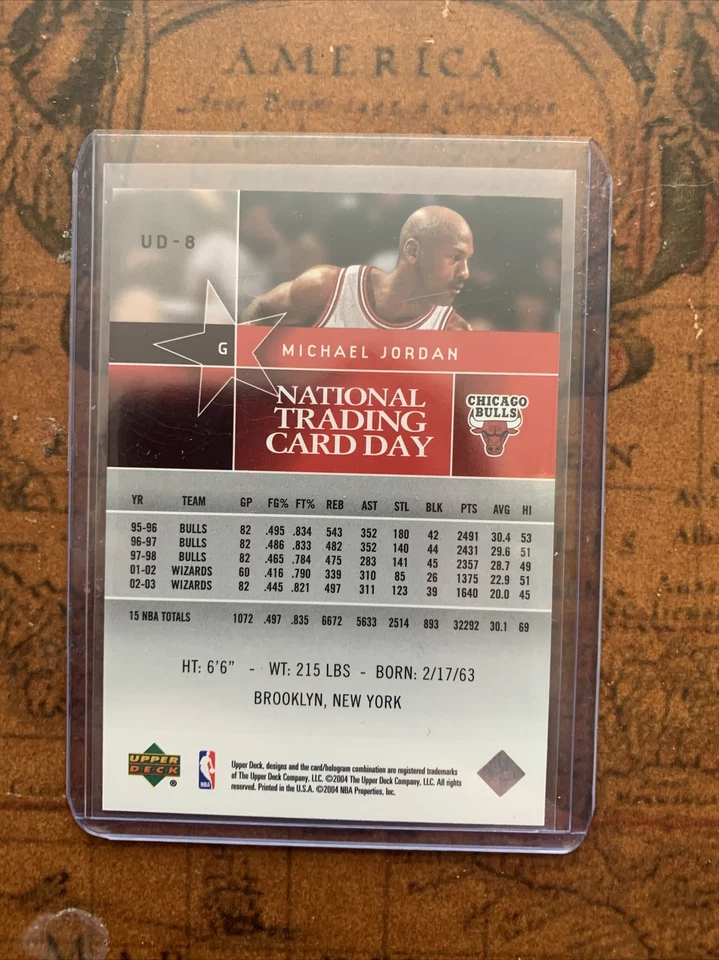 AMERICA
UD-8
G
MICHAEL JORDAN
NATIONAL
TRADING
CARD DAY
CHICAGO
BULLS
YR TEAM GP FG% FT% REB AST STL BLK PTS AVG HI
95-96 BULLS 82 .495 .834 543 352 180 42 2491 30.4 53
96-97 BULLS 82 .486 .833 482 352 140 44 2431 29.6 51
97-98 BULLS 82 .465 .784 475 283 141 45 2357 28.7 49
01-02 WIZARDS 60 .416 .790 339 310 85 26 1375 22.9 51
02-03 WIZARDS 82 .445 .821 497 311 123 39 1640 20.0 45
15 NBA TOTALS 1072 .497 .835 6672 5633 2514 893 32292 30.1 69
HT: 6'6" - WT: 215 LBS - BORN: 2/17/63
BROOKLYN, NEW YORK
UPPER
DECK
®
NBA
Upper Deck, designs and the card/hologram combination are registered trademarks
of The Upper Deck Company, LLC. ©2004 The Upper Deck Company, LLC. All rights
reserved. Printed in the U.S.A. ©2004 NBA Properties, Inc.